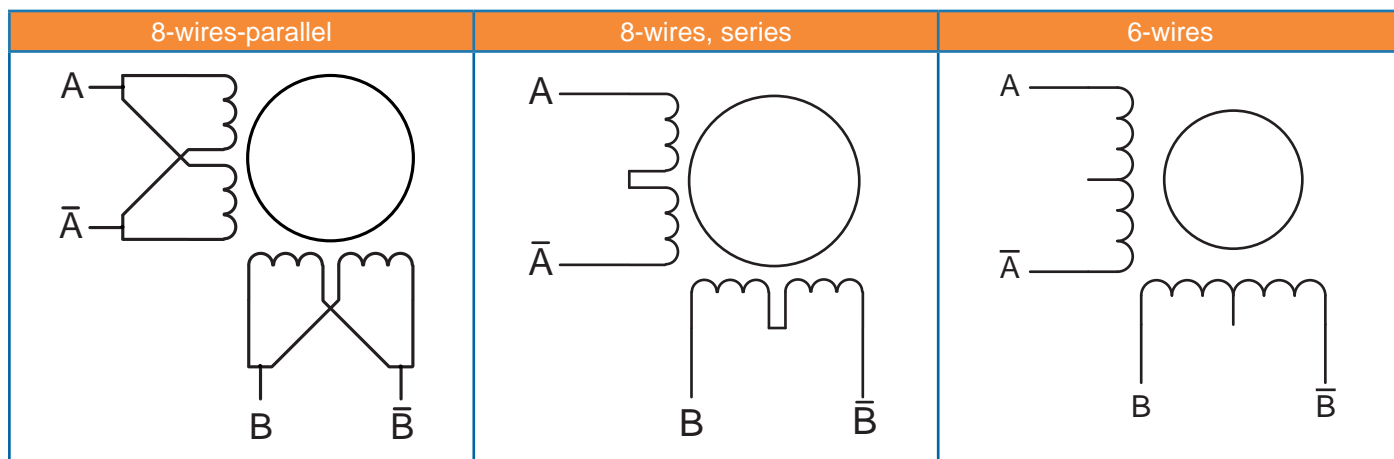 8-wires-parallel
8-wires, series
6-wires
A
A̅
B B̅
A
A̅
B B̅
A
A̅
B B̅